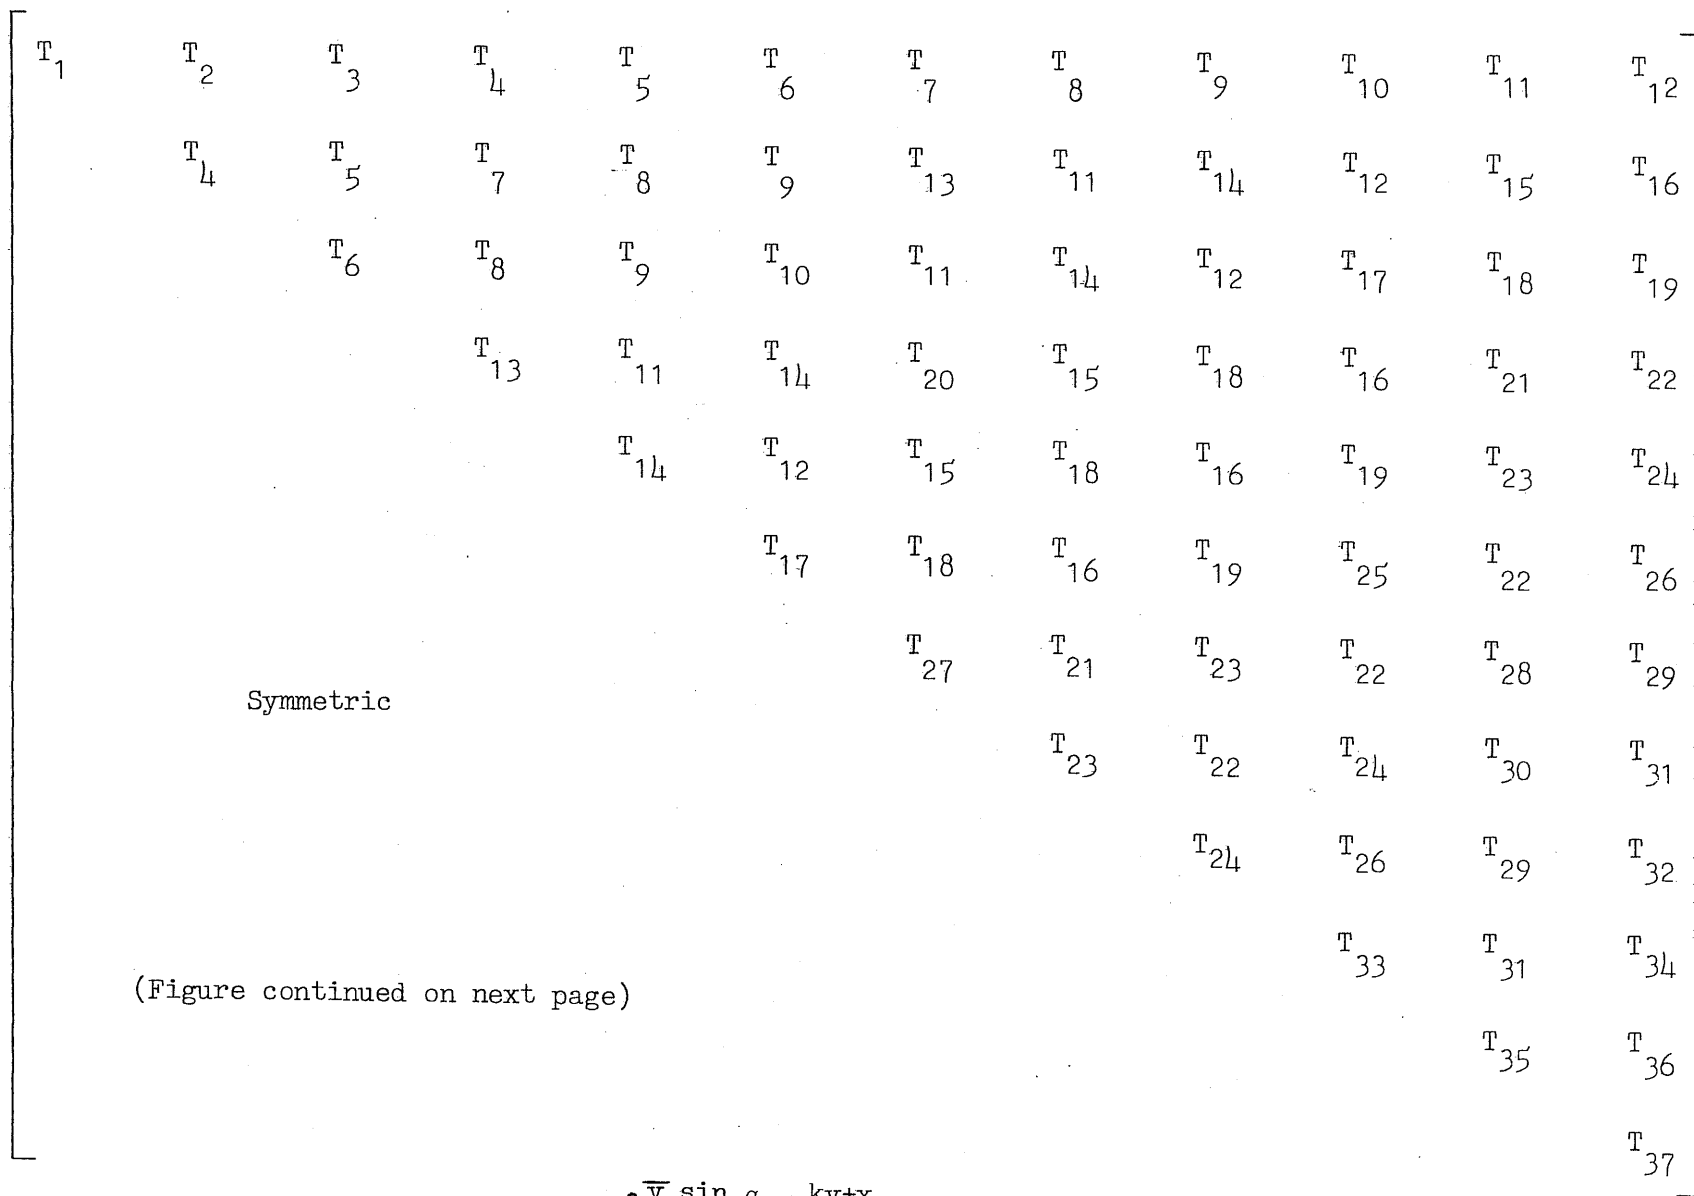 T1 T2 T3 T4 T5 T6 T7 T8 T9 T10 T11 T12
T4 T5 T7 T8 T9 T13 T11 T14 T12 T15 T16
T6 T8 T9 T10 T11 T14 T12 T17 T18 T19
T13 T11 T14 T20 T15 T18 T16 T21 T22
T14 T12 T15 T18 T16 T19 T23 T24
T17 T18 T16 T19 T25 T22 T26
T27 T21 T23 T22 T28 T29
Symmetric
T23 T22 T24 T30 T31
T24 T26 T29 T32
T33 T31 T34
(Figure continued on next page)
T35 T36
T37